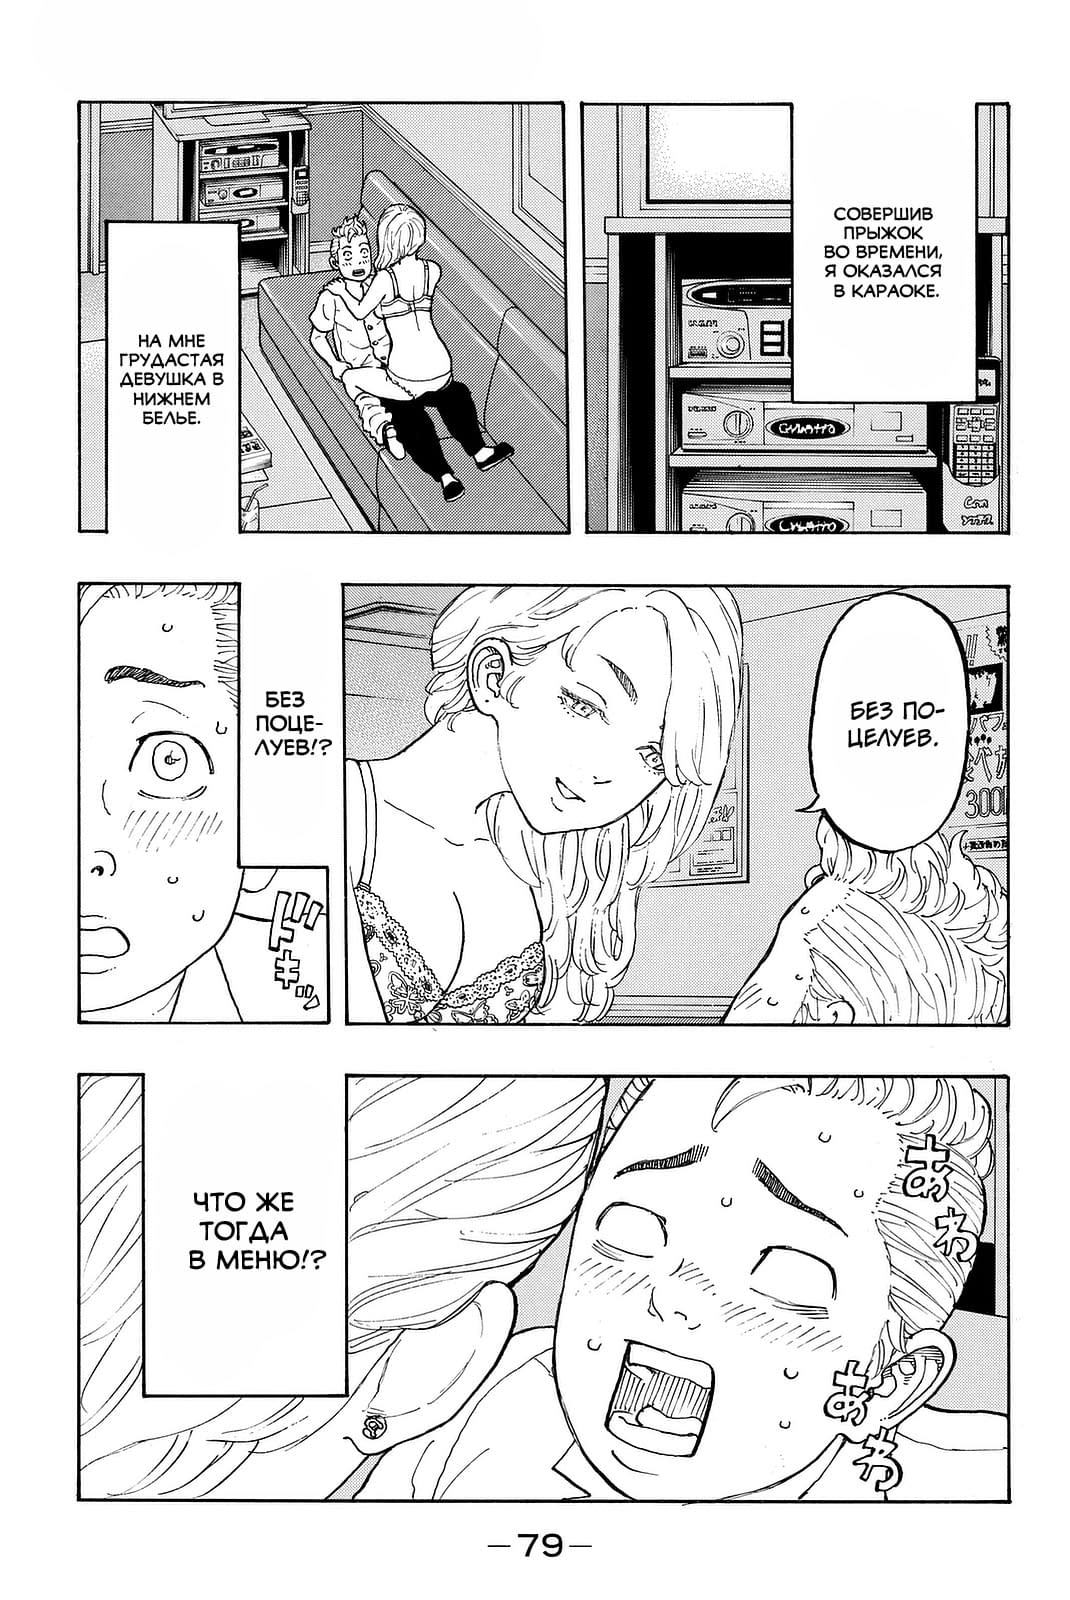 СОВЕРШИВ
ПРЫЖОК
ВО ВРЕМЕНИ,
Я ОКАЗАЛСЯ
В КАРАОКЕ.
НА МНЕ
ГРУДАСТАЯ
ДЕВУШКА В
НИЖНЕМ
БЕЛЬЕ.
БЕЗ ПО-
ЦЕЛУЕВ.
300
БЕЗ
ПОЦЕ-
ЛУЕВ!?
ドキッ
ЧТО ЖЕ
ТОГДА
В МЕНЮ!?
あわ
あわ
—79—